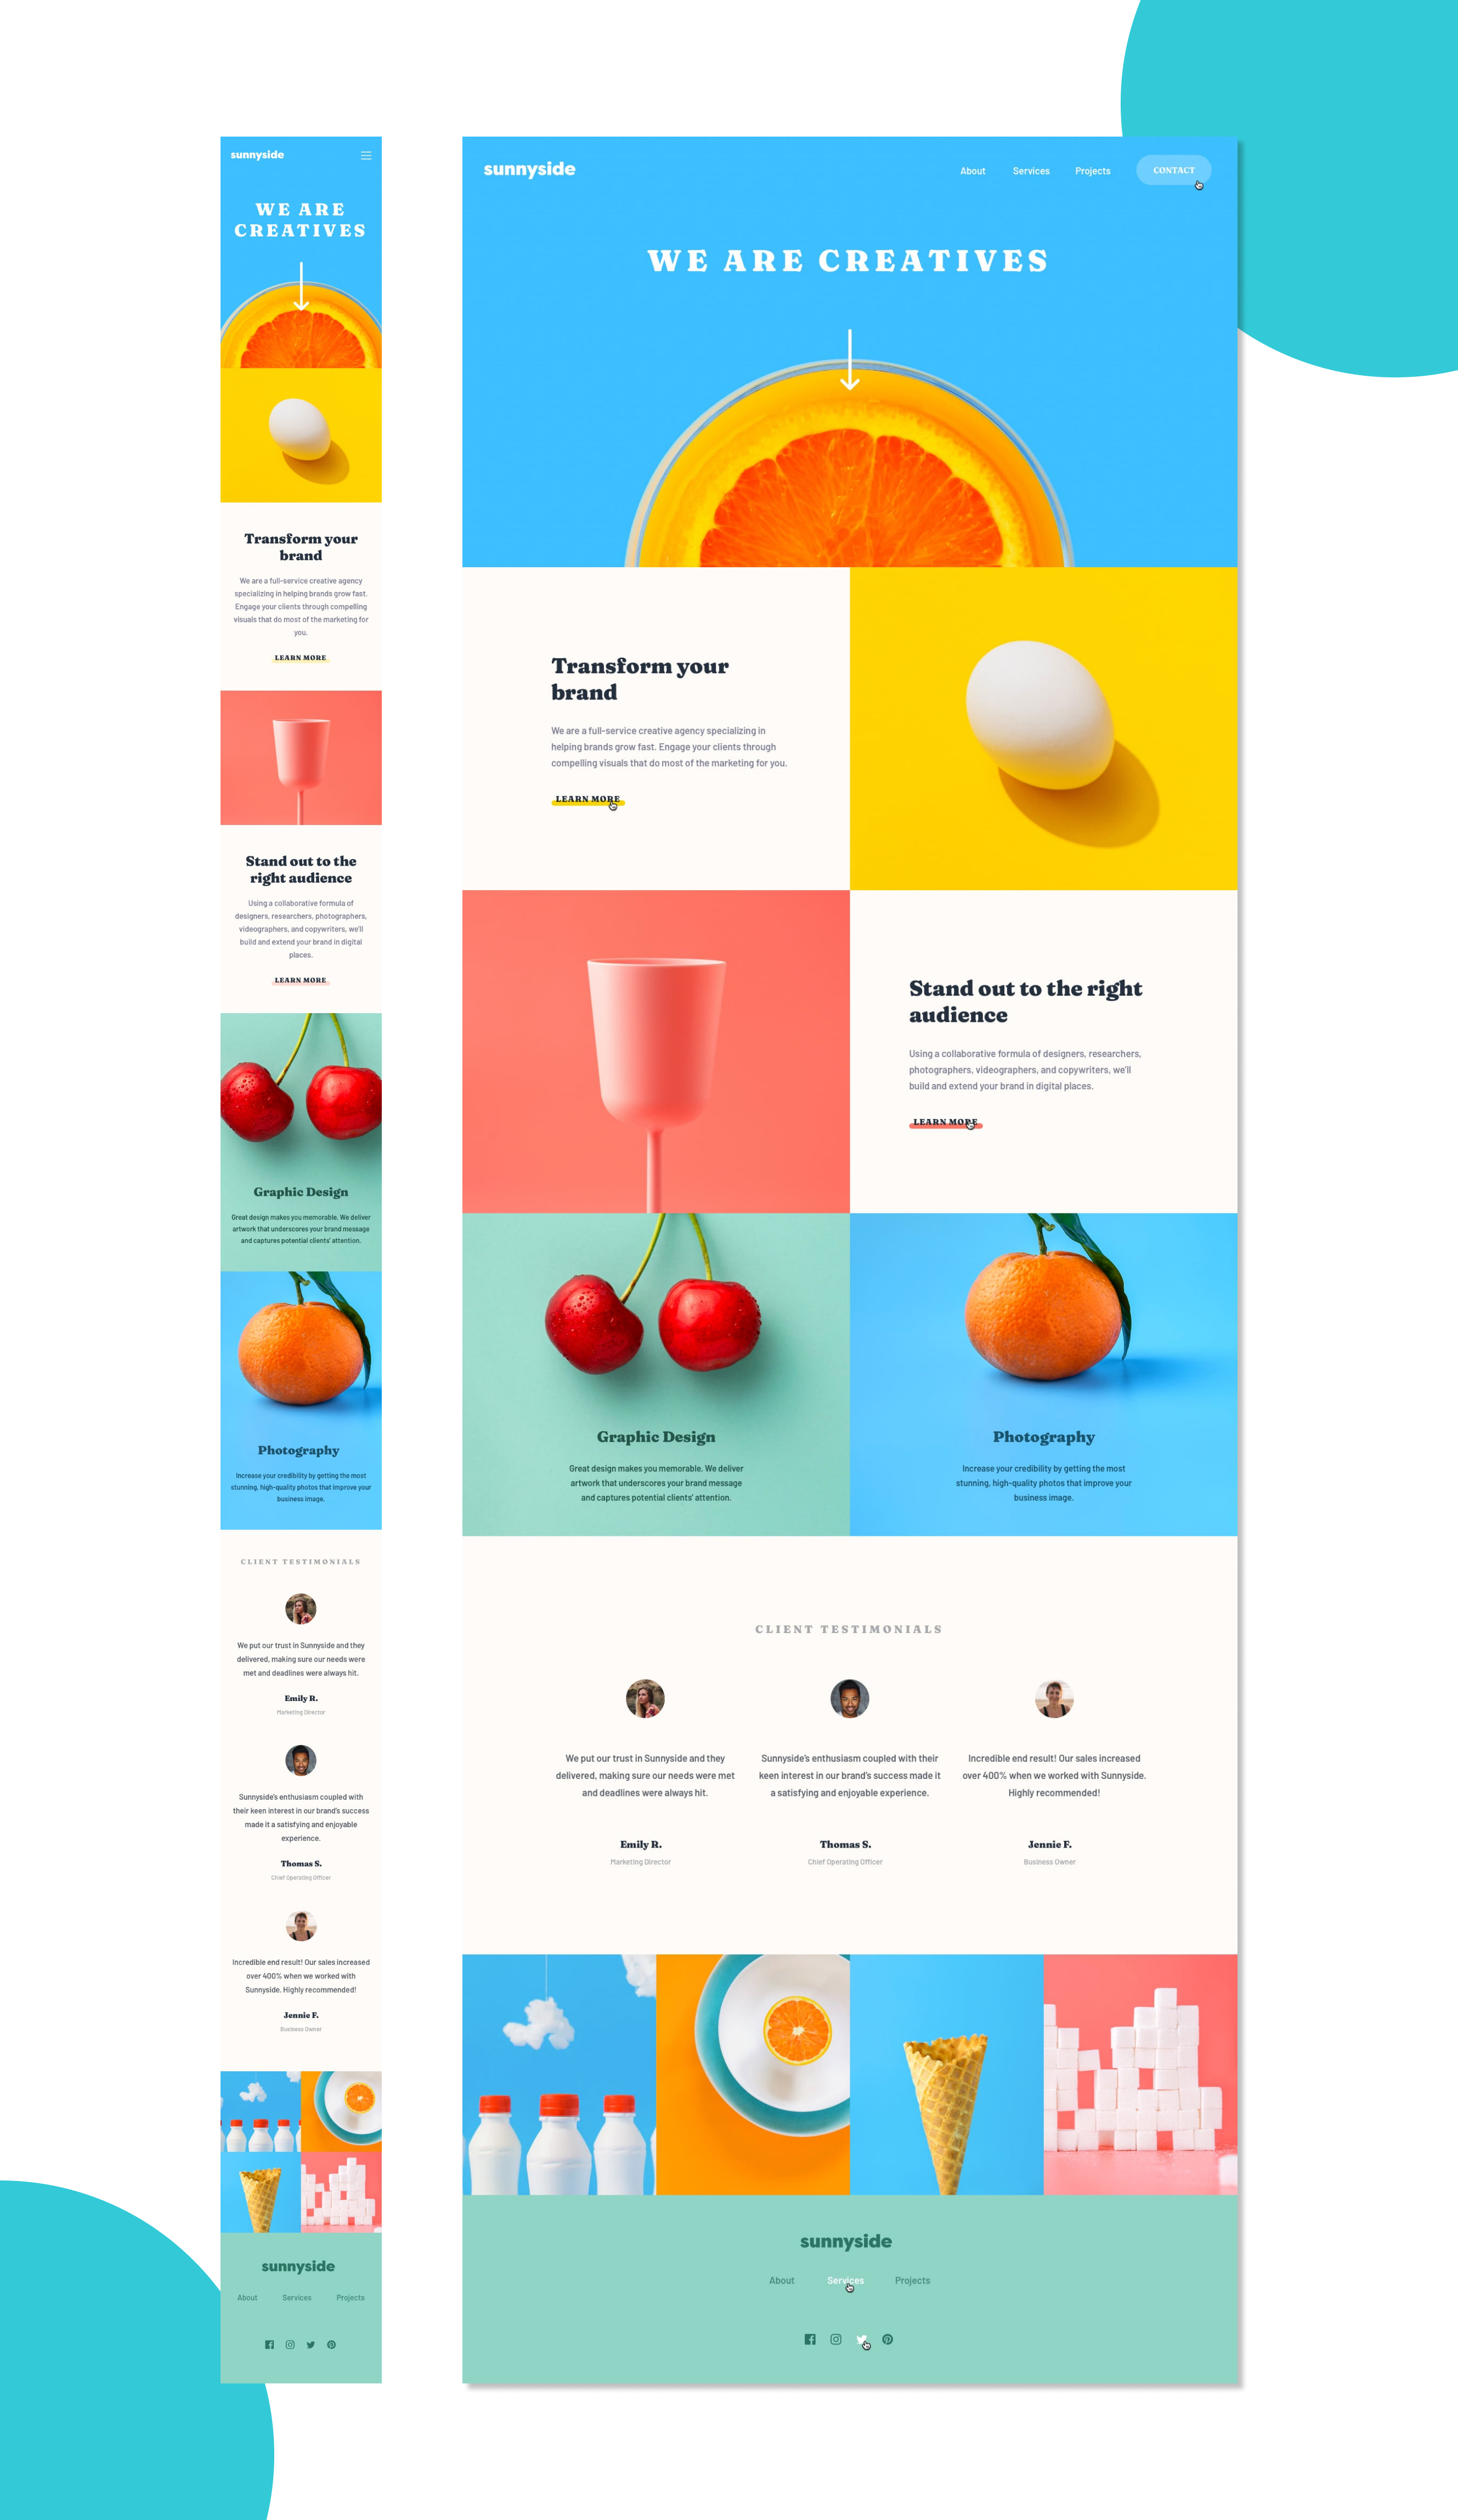 sunnyside
WE ARE
CREATIVES
Transform your
brand
We are a full-service creative agency
specializing in helping brands grow fast.
Engage your clients through compelling
visuals that do most of the marketing for
you.
LEARN MORE
Stand out to the
right audience
Using a collaborative formula of
designers, researchers, photographers,
videographers, and copywriters, we'll
build and extend your brand in digital
places.
LEARN MORE
Graphic Design
Great design makes you memorable. We deliver
artwork that underscores your brand message
and captures potential clients' attention.
Photography
Increase your credibility by getting the most
stunning, high-quality photos that improve your
business image.
CLIENT TESTIMONIALS
We put our trust in Sunnyside and they
delivered, making sure our needs were
met and deadlines were always hit.
Emily R.
Marketing Director
Sunnyside's enthusiasm coupled with
their keen interest in our brand's success
made it a satisfying and enjoyable
experience.
Thomas S.
Chief Operating Officer
Incredible end result! Our sales increased
over 400% when we worked with
Sunnyside. Highly recommended!
Jennie F.
Business Owner
sunnyside
About Services Projects
sunnyside
About Services Projects CONTACT
WE ARE CREATIVES
Transform your
brand
We are a full-service creative agency specializing in
helping brands grow fast. Engage your clients through
compelling visuals that do most of the marketing for you.
LEARN MORE
Stand out to the right
audience
Using a collaborative formula of designers, researchers,
photographers, videographers, and copywriters, we'll
build and extend your brand in digital places.
LEARN MORE
Graphic Design
Great design makes you memorable. We deliver
artwork that underscores your brand message
and captures potential clients' attention.
Photography
Increase your credibility by getting the most
stunning, high-quality photos that improve your
business image.
CLIENT TESTIMONIALS
We put our trust in Sunnyside and they
delivered, making sure our needs were met
and deadlines were always hit.
Emily R.
Marketing Director
Sunnyside's enthusiasm coupled with their
keen interest in our brand's success made it
a satisfying and enjoyable experience.
Thomas S.
Chief Operating Officer
Incredible end result! Our sales increased
over 400% when we worked with Sunnyside.
Highly recommended!
Jennie F.
Business Owner
sunnyside
About Services Projects